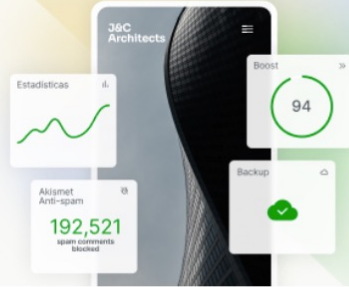 J&C
Architects
Boost
94
Estadísticas
Backup
Akismet
Anti-spam
192,521
spam comments
blocked